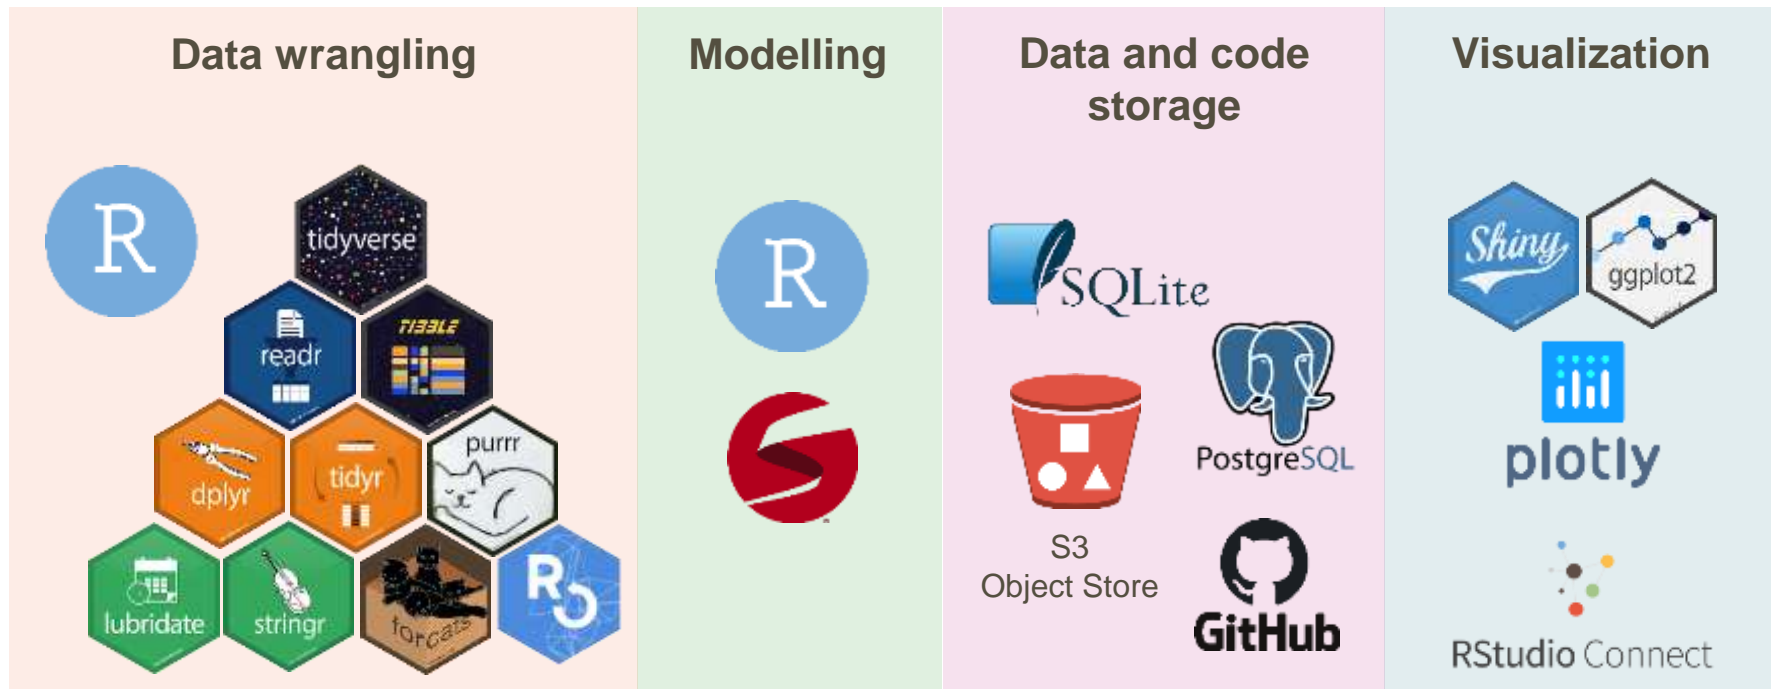 Data wrangling
Modelling
Data and code
storage
Visualization
R
tidyverse
readr
TIBBLE
dplyr
tidyr
purrr
lubridate
stringr
forcats
R
R
SQLite
PostgreSQL
S3
Object Store
GitHub
Shiny
ggplot2
plotly
RStudio Connect